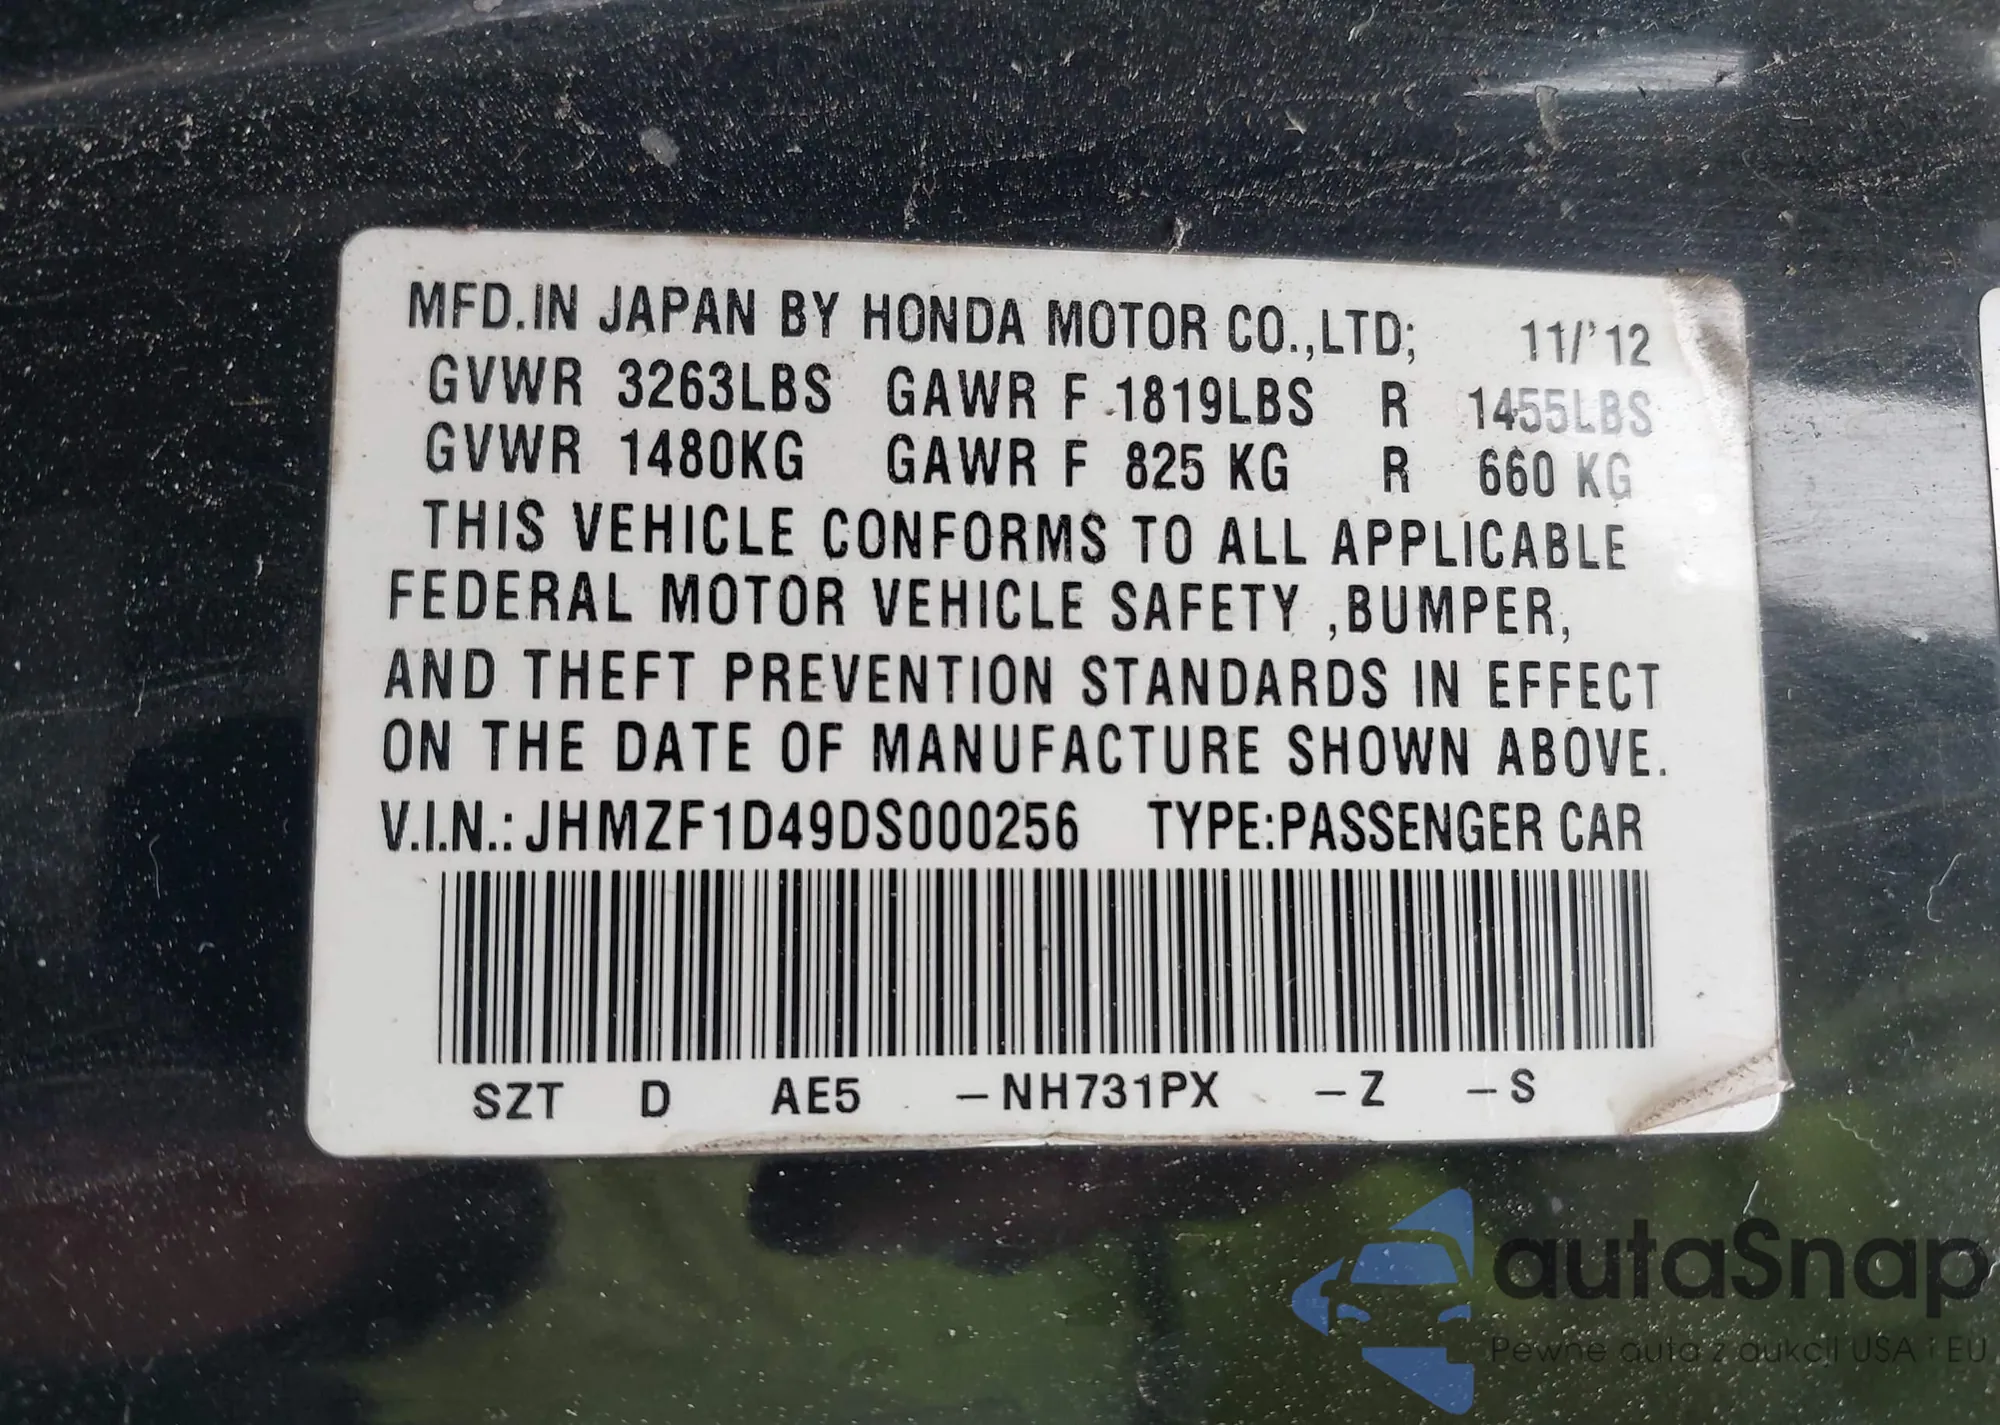 MFD.IN JAPAN BY HONDA MOTOR CO.,LTD; 11/'12
GVWR 3263LBS GAWR F 1819LBS R 1455LBS
GVWR 1480KG GAWR F 825 KG R 660 KG
THIS VEHICLE CONFORMS TO ALL APPLICABLE
FEDERAL MOTOR VEHICLE SAFETY ,BUMPER,
AND THEFT PREVENTION STANDARDS IN EFFECT
ON THE DATE OF MANUFACTURE SHOWN ABOVE.
V.I.N.: JHMZF1D49DS000256 TYPE:PASSENGER CAR
SZT D AE5 -NH731PX -Z -S
autaSnap
Pewne auta z aukcji USA i EU